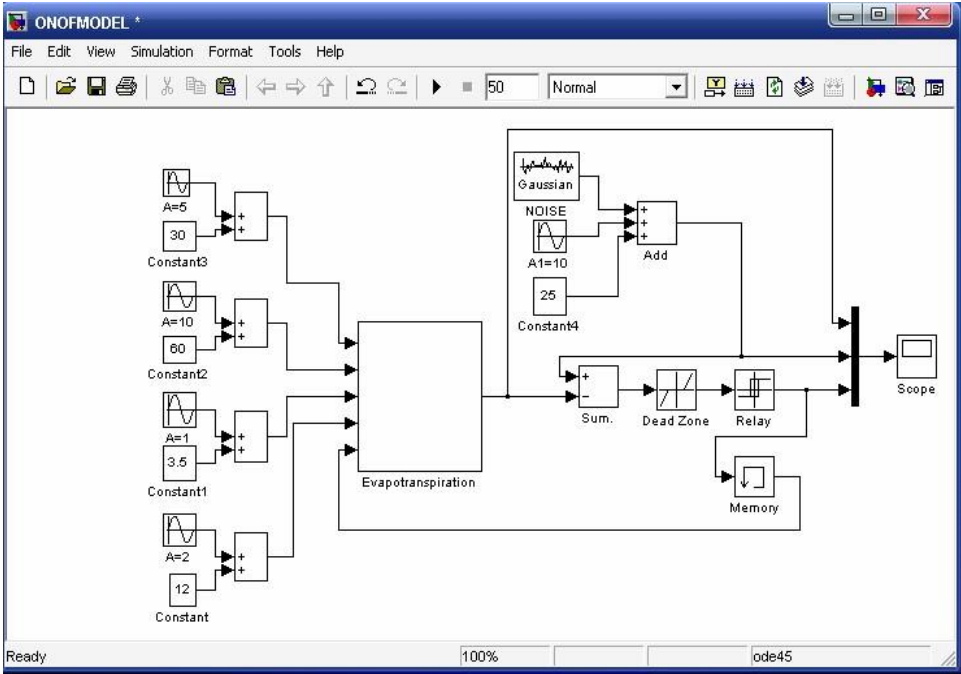 ONOFMODEL *
File Edit View Simulation Format Tools Help
50 Normal
Gaussian
NOISE
A=5
30
Constant3
A1=10
Add
25
Constant4
A=10
60
Constant2
Scope
Sum.
Dead Zone
Relay
A=1
3.5
Constant1
Evapotranspiration
Memory
A=2
12
Constant
Ready 100% ode45